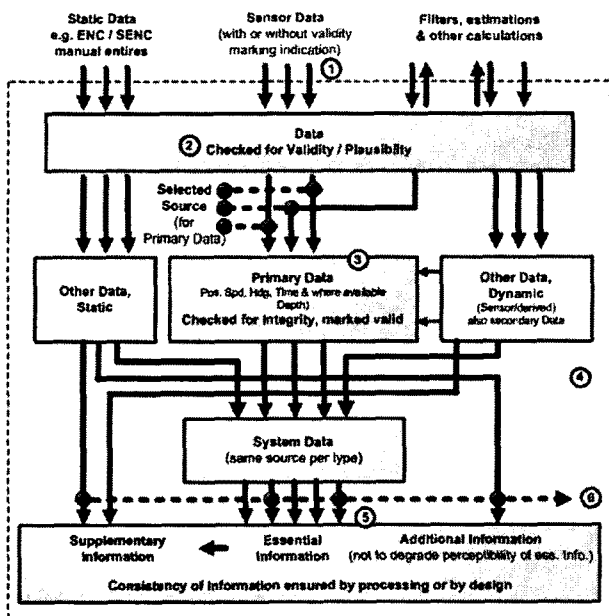 Static Data
e.g. ENC / SENC
manual entires
Sensor Data
(with or without validity
marking indication)
Filters, estimations
& other calculations
1
Data
2 Checked for Validity / Plausibility
Selected
Source
(for
Primary Data)
3
Other Data,
Static
Primary Data
Pos. Spd, Hdg, Time & where available
Depth)
Checked for Integrity, marked valid
Other Data,
Dynamic
(Sensor/derived)
also secondary Data
4
System Data
(same source per type)
6
5
Supplementary
Information
Essential
Information
Additional Information
(not to degrade perceptibility of ess. Info.)
Consistency of Information ensured by processing or by design